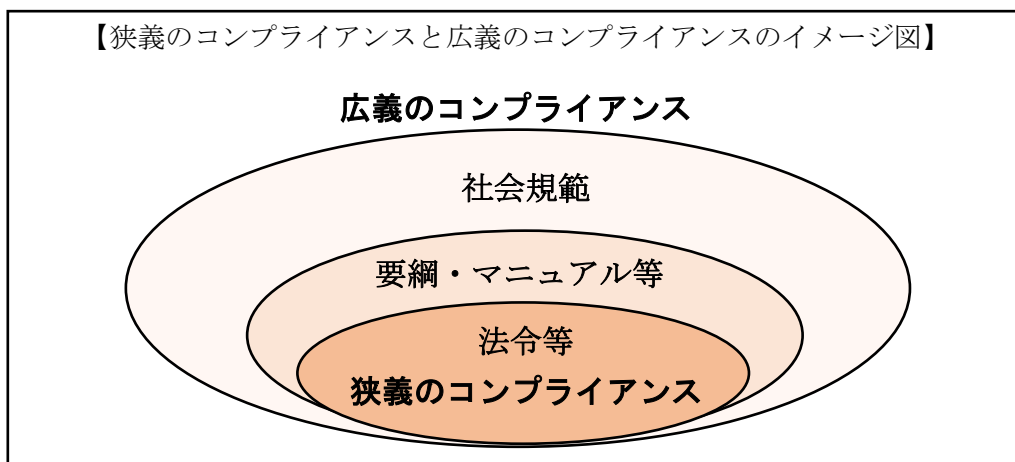 【狭義のコンプライアンスと広義のコンプライアンスのイメージ図】
広義のコンプライアンス
社会規範
要綱・マニュアル等
法令等
狭義のコンプライアンス